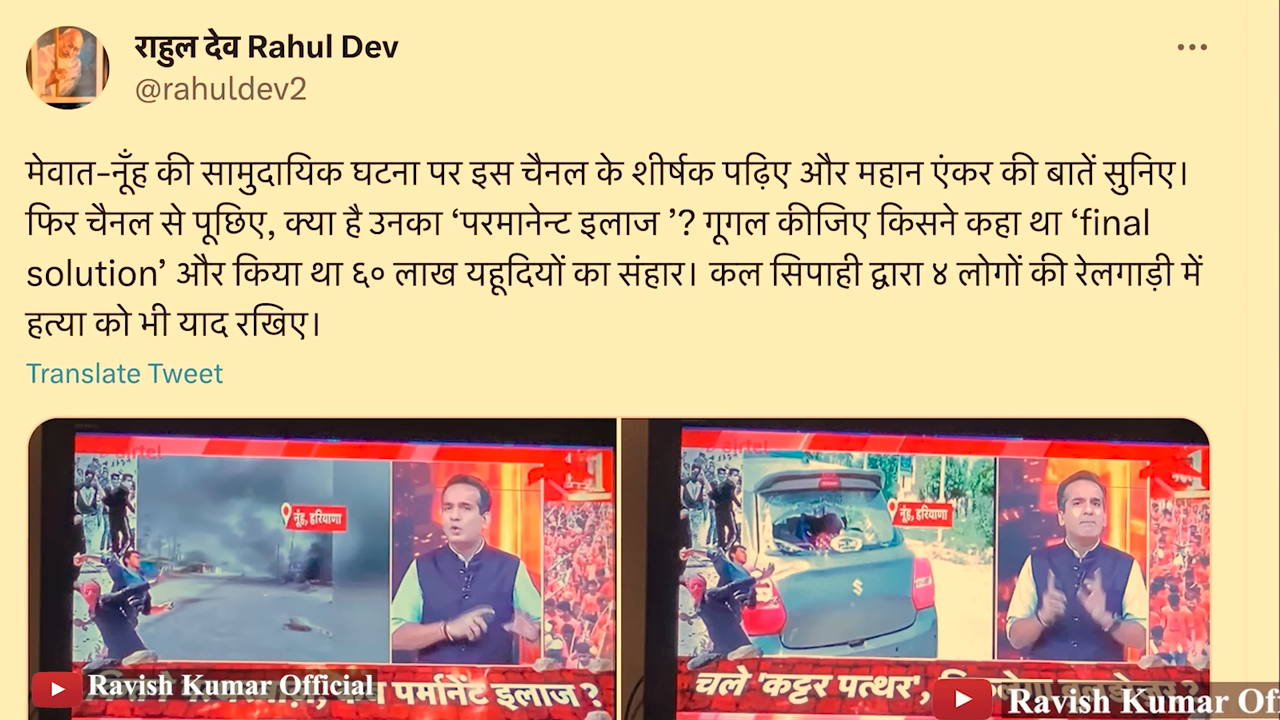 राहुल देव Rahul Dev
@rahuldev2
मेवात-नूँह की सामुदायिक घटना पर इस चैनल के शीर्षक पढ़िए और महान एंकर की बातें सुनिए।
फिर चैनल से पूछिए, क्या है उनका ‘परमानेन्ट इलाज ’? गूगल कीजिए किसने कहा था ‘final
solution’ और किया था ६० लाख यहूदियों का संहार। कल सिपाही द्वारा ४ लोगों की रेलगाड़ी में
हत्या को भी याद रखिए।
Translate Tweet
airtel
airtel
नूंह, हरियाणा
नूंह, हरियाणा
पर्मानेंट इलाज ?
चले 'कट्टर पत्थर',
Ravish Kumar Official
Ravish Kumar Of